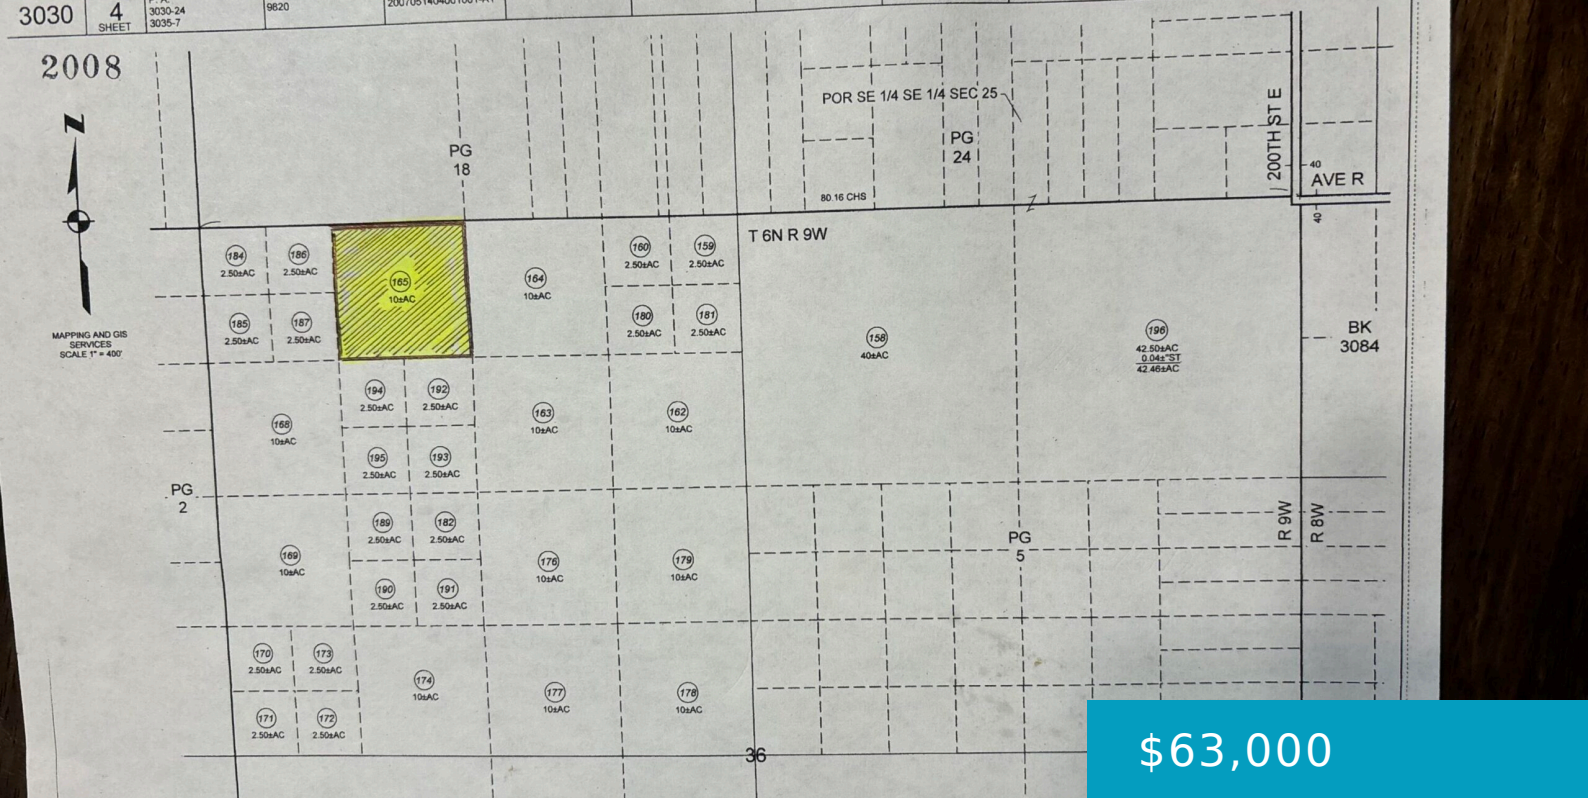 3030
4
SHEET
3030-24
3035-7
9820
2008
POR SE 1/4 SE 1/4 SEC 25
PG
18
PG
24
200TH ST E
40
AVE R
40
80.16 CHS
T 6N R 9W
MAPPING AND GIS
SERVICES
SCALE 1" = 400'
184
2.50±AC
186
2.50±AC
165
10±AC
164
10±AC
160
2.50±AC
159
2.50±AC
185
2.50±AC
187
2.50±AC
180
2.50±AC
181
2.50±AC
158
40±AC
196
42.50±AC
0.04±"ST
42.46±AC
BK
3084
168
10±AC
194
2.50±AC
192
2.50±AC
163
10±AC
162
10±AC
195
2.50±AC
193
2.50±AC
PG
2
169
10±AC
189
2.50±AC
182
2.50±AC
176
10±AC
179
10±AC
PG
5
R 9W
R 8W
190
2.50±AC
191
2.50±AC
170
2.50±AC
173
2.50±AC
174
10±AC
177
10±AC
178
10±AC
171
2.50±AC
172
2.50±AC
36
$63,000